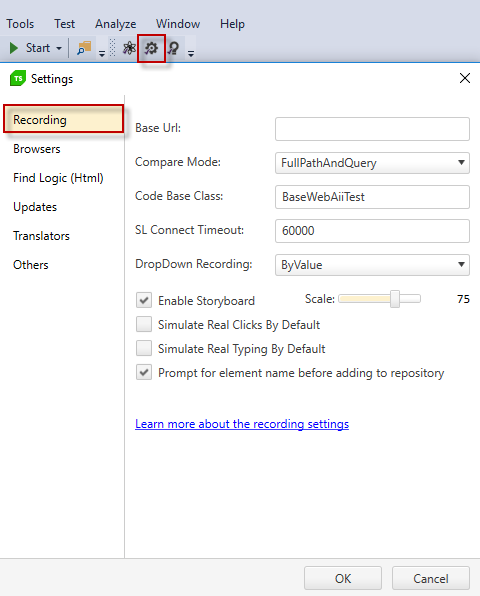 Tools Test Analyze Window Help
Start
TS Settings
Recording
Browsers
Find Logic (Html)
Updates
Translators
Others
Base Url:
Compare Mode: FullPathAndQuery
Code Base Class: BaseWebAiiTest
SL Connect Timeout: 60000
DropDown Recording: ByValue
Enable Storyboard Scale: 75
Simulate Real Clicks By Default
Simulate Real Typing By Default
Prompt for element name before adding to repository
Learn more about the recording settings
OK Cancel